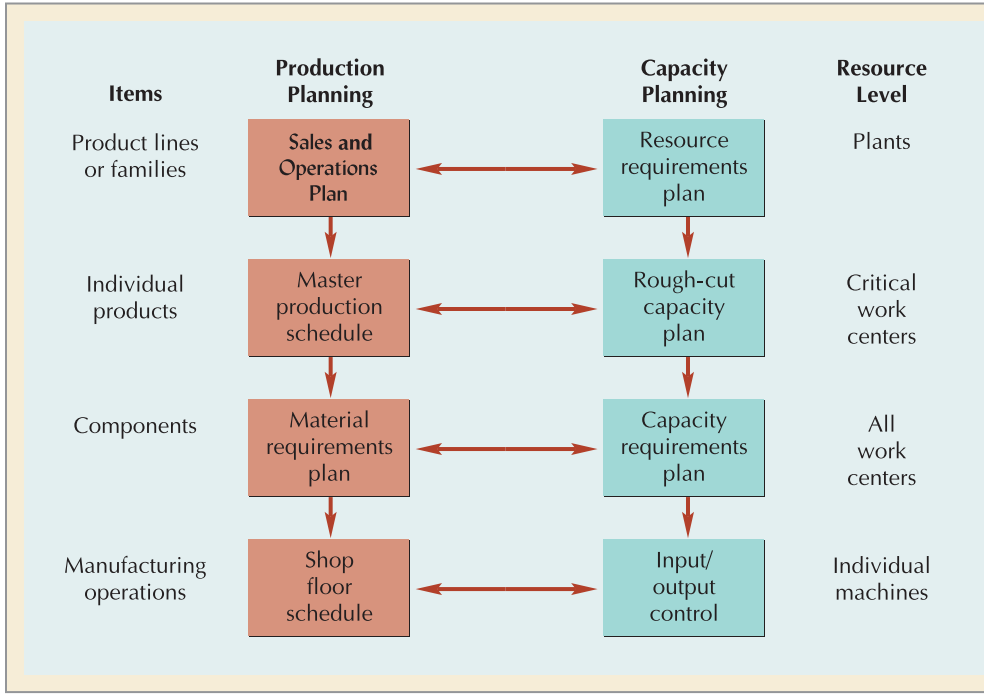 Items
Production
Planning
Capacity
Planning
Resource
Level
Product lines
or families
Sales and
Operations
Plan
Resource
requirements
plan
Plants
Individual
products
Master
production
schedule
Rough-cut
capacity
plan
Critical
work
centers
Components
Material
requirements
plan
Capacity
requirements
plan
All
work
centers
Manufacturing
operations
Shop
floor
schedule
Input/
output
control
Individual
machines